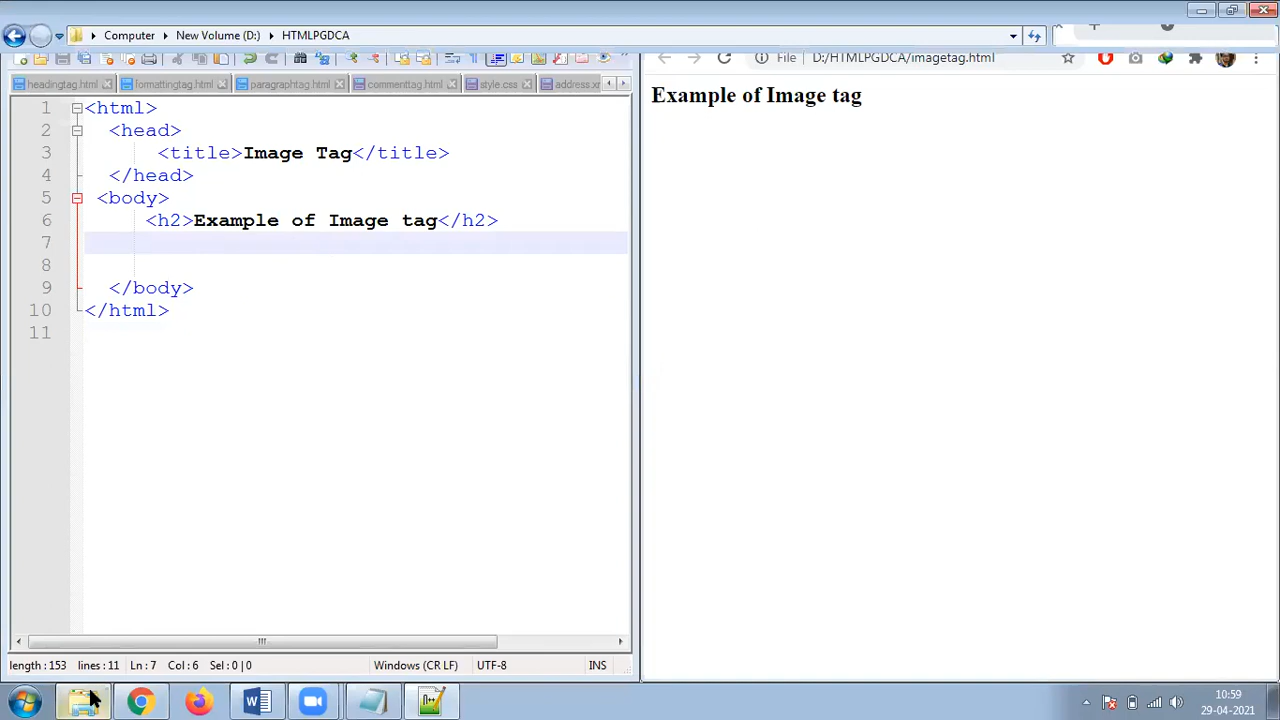 Computer New Volume (D:) HTMLPGDCA
File D:/HTMLPGDCA/imagetag.html
headingtag.html formattingtag.html paragraphtag.html commenttag.html style.css
1 <html>
2 <head>
3 <title>Image Tag</title>
4 </head>
5 <body>
6 <h2>Example of Image tag</h2>
7
8
9 </body>
10 </html>
11
Example of Image tag
length : 153 lines : 11 Ln : 7 Col : 6 Sel : 0 | 0 Windows (CR LF) UTF-8 INS
10:59
29-04-2021